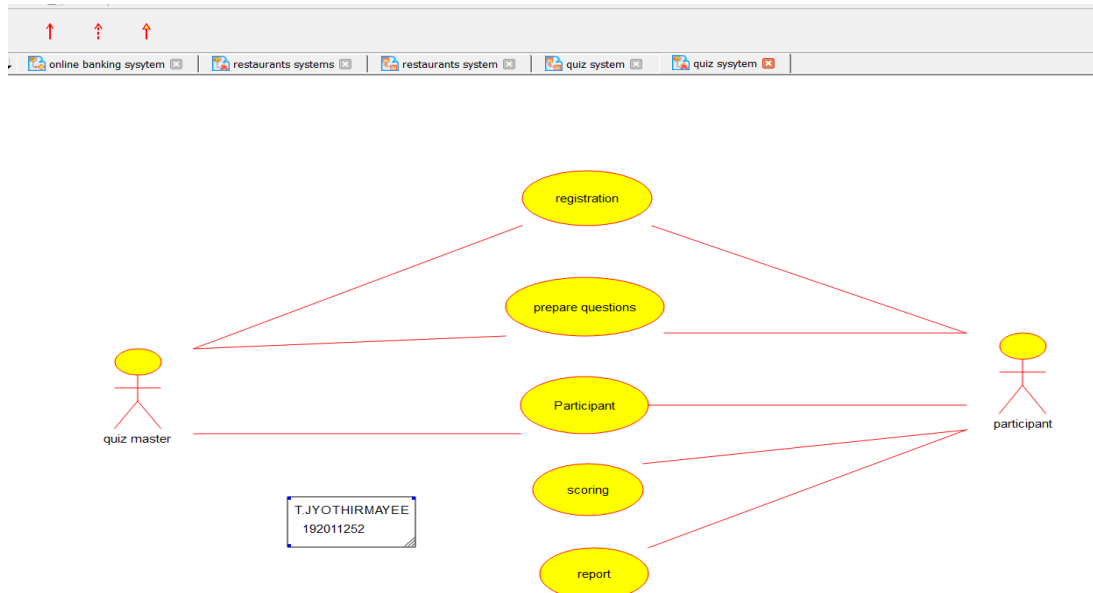 online banking sysytem
restaurants systems
restaurants system
quiz system
quiz sysytem
registration
prepare questions
Participant
quiz master
participant
scoring
T.JYOTHIRMAYEE
192011252
report